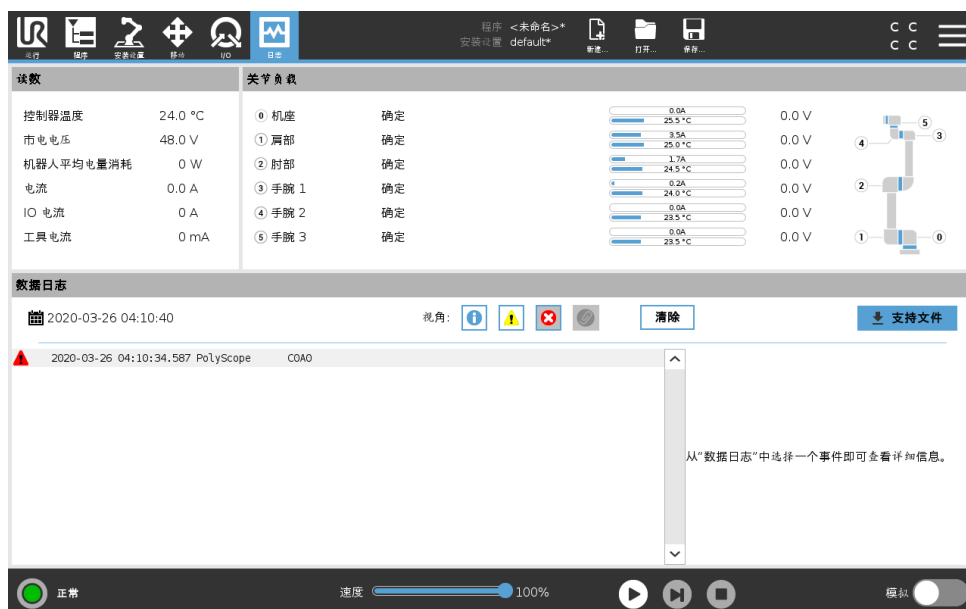 程序 <未命名>*
安装设置 default*
C C
C C
运行 程序 安装设置 移动 I/O 日志 新建... 打开... 保存...
读数
控制器温度 24.0 °C
市电电压 48.0 V
机器人平均电量消耗 0 W
电流 0.0 A
IO 电流 0 A
工具电流 0 mA
关节负载
0 机座 确定 0.0A 25.5 °C 0.0 V
1 肩部 确定 3.5A 25.0 °C 0.0 V
2 肘部 确定 1.7A 24.5 °C 0.0 V
3 手腕 1 确定 0.2A 24.0 °C 0.0 V
4 手腕 2 确定 0.0A 23.5 °C 0.0 V
5 手腕 3 确定 0.0A 23.5 °C 0.0 V
5
4 3
2
1 0
数据日志
2020-03-26 04:10:40 视角: 清除 支持文件
2020-03-26 04:10:34.587 PolyScope C0A0
从"数据日志"中选择一个事件即可查看详细信息。
正常 速度 100% 模拟